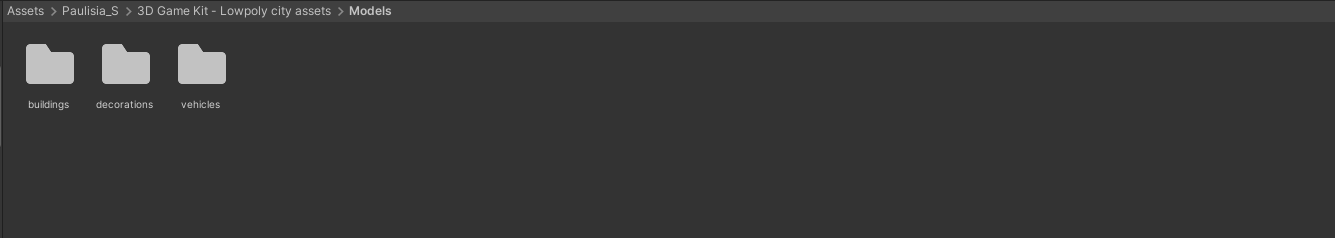 Assets > Paulisia_S > 3D Game Kit - Lowpoly city assets > Models
buildings decorations vehicles